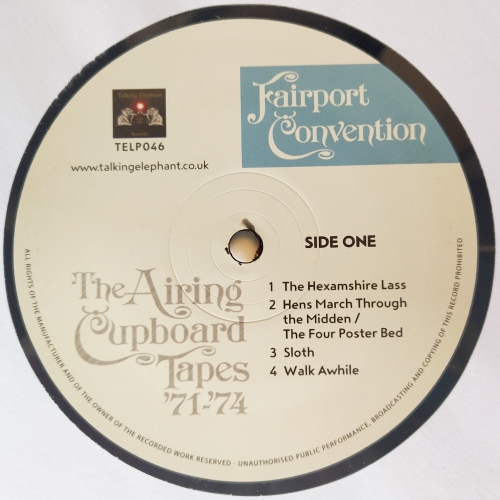 Talking Elephant
Records
TELP046
www.talkingelephant.co.uk
Fairport
Convention
SIDE ONE
1 The Hexamshire Lass
2 Hens March Through
the Midden /
The Four Poster Bed
3 Sloth
4 Walk Awhile
The Airing
Cupboard
Tapes
'71-'74
ALL RIGHTS OF THE MANUFACTURER AND OF THE OWNER OF THE RECORDED WORK RESERVED · UNAUTHORISED PUBLIC PERFORMANCE, BROADCASTING AND COPYING OF THIS RECORD PROHIBITED